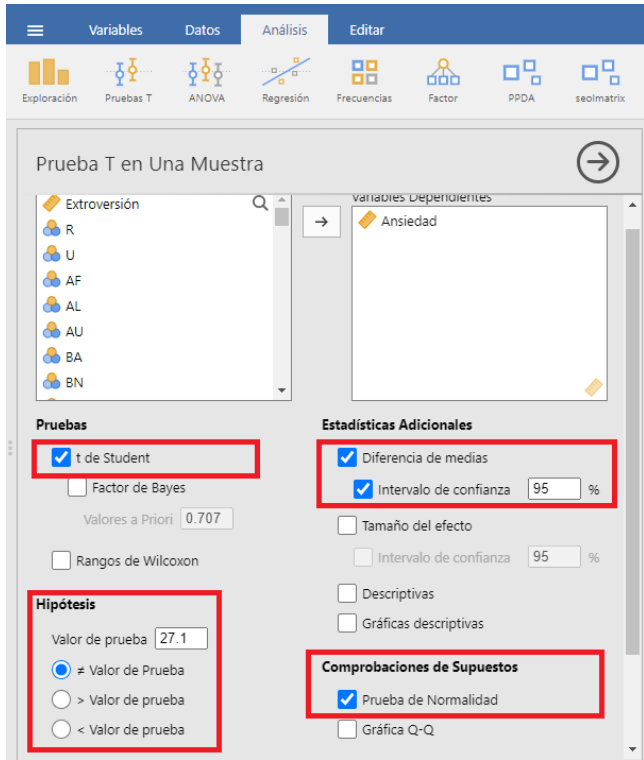 Variables Datos Análisis Editar
Exploración Pruebas T ANOVA Regresión Frecuencias Factor PPDA seolmatrix
Prueba T en Una Muestra
Extroversión
R
U
AF
AL
AU
BA
BN
Variables Dependientes
Ansiedad
Pruebas
t de Student
Factor de Bayes
Valores a Priori 0.707
Rangos de Wilcoxon
Hipótesis
Valor de prueba 27.1
≠ Valor de Prueba
> Valor de prueba
< Valor de prueba
Estadísticas Adicionales
Diferencia de medias
Intervalo de confianza 95 %
Tamaño del efecto
Intervalo de confianza 95 %
Descriptivas
Gráficas descriptivas
Comprobaciones de Supuestos
Prueba de Normalidad
Gráfica Q-Q